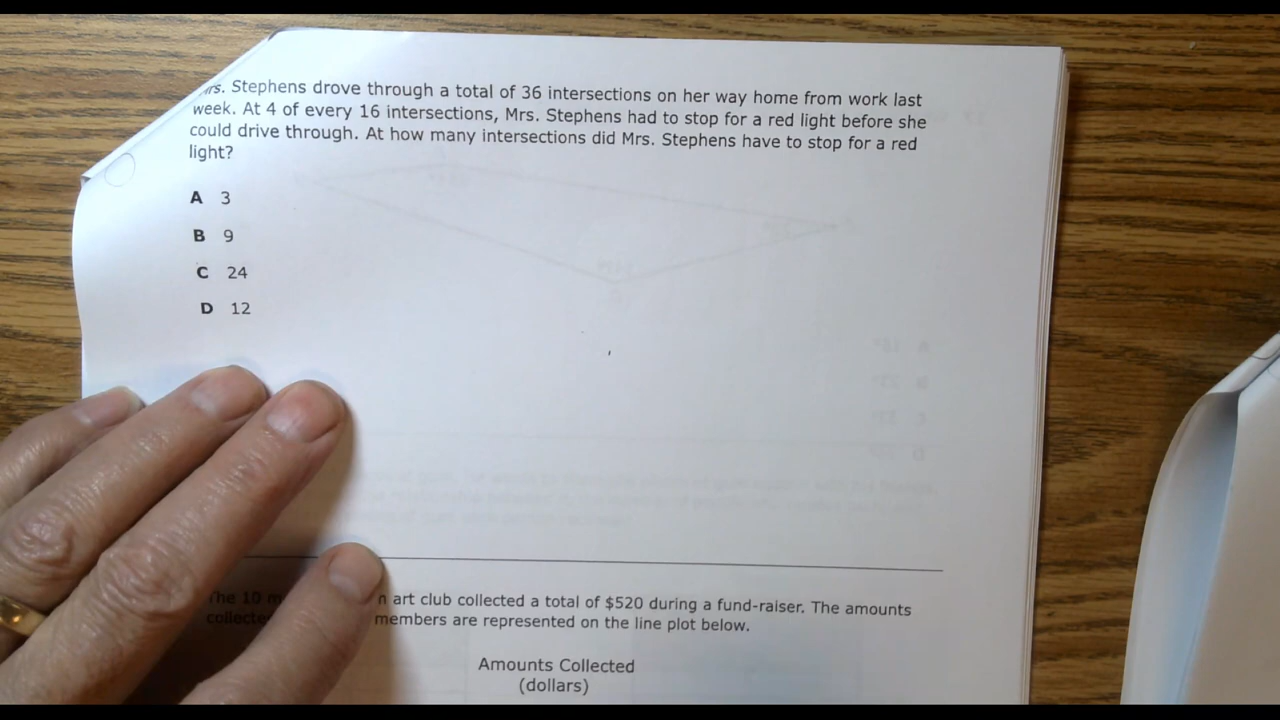 Stephens drove through a total of 36 intersections on her way home from work last
week. At 4 of every 16 intersections, Mrs. Stephens had to stop for a red light before she
could drive through. At how many intersections did Mrs. Stephens have to stop for a red
light?
A 3
B 9
C 24
D 12
The 10 n art club collected a total of $520 during a fund-raiser. The amounts
members are represented on the line plot below.
Amounts Collected
(dollars)